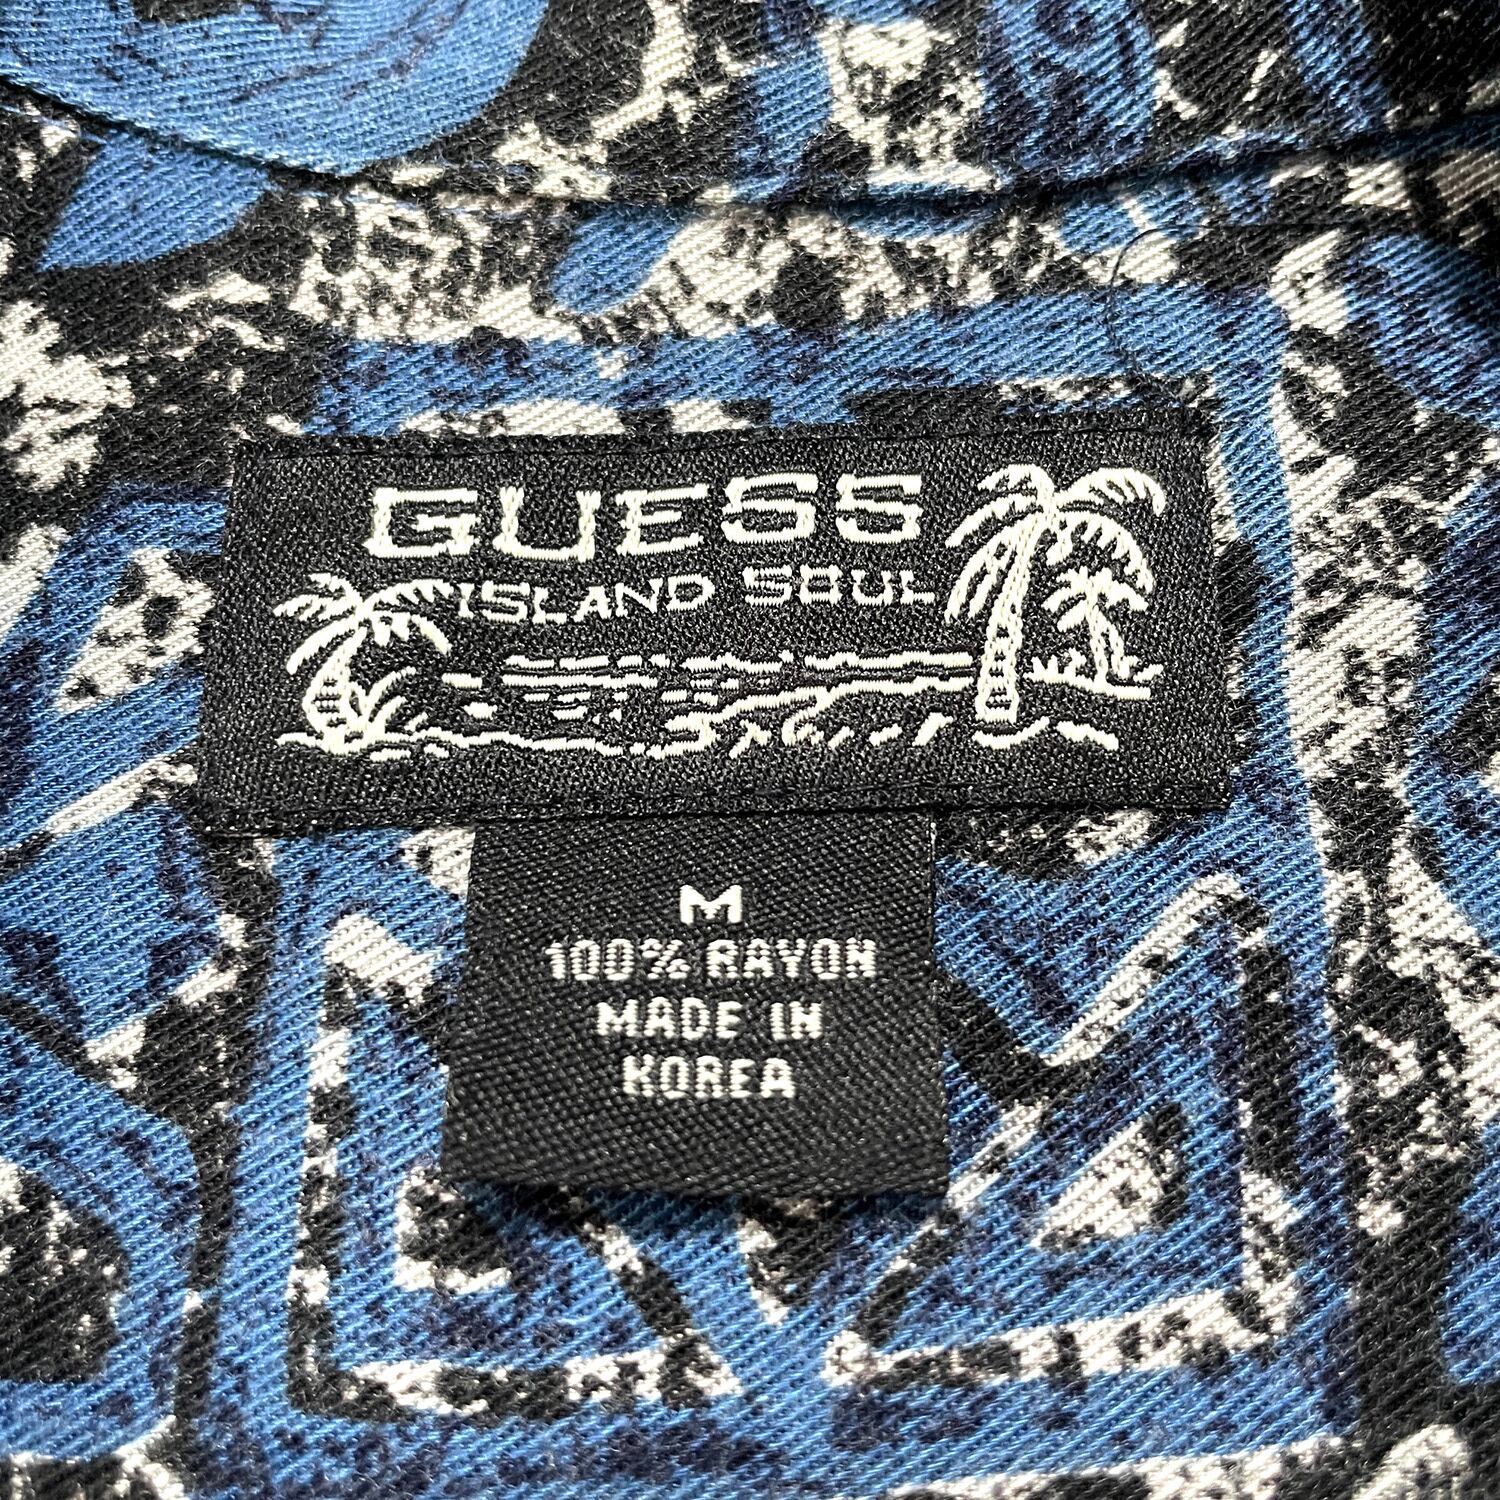 GUESS
ISLAND SOUL
M
100% RAYON
MADE IN
KOREA